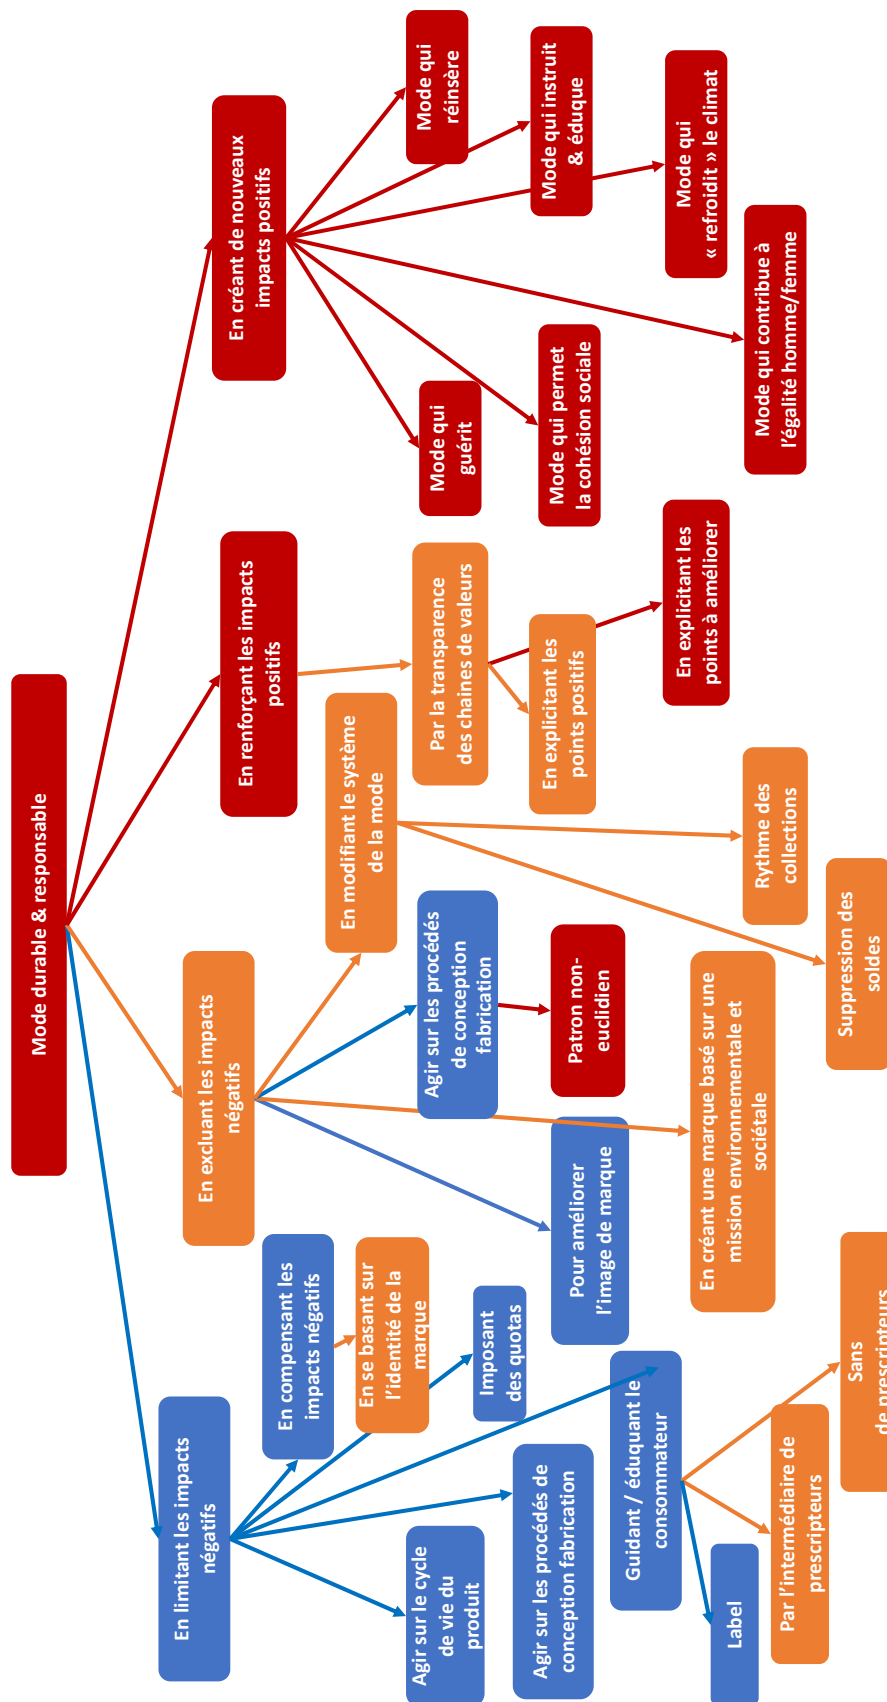 Mode durable & responsable
En limitant les impacts
négatifs
En excluant les impacts
négatifs
En renforçant les impacts
positifs
En créant de nouveaux
impacts positifs
En compensant les
impacts négatifs
En se basant sur
l’identité de la
marque
Agir sur le cycle
de vie du
produit
Imposant
des quotas
Agir sur les procédés de
conception fabrication
Guidant / éduquant le
consommateur
Label
Par l’intermédiaire de
prescripteurs
Sans
de prescripteurs
En modifiant le système
de la mode
Agir sur les procédés
de conception
fabrication
Patron non-
euclidien
Pour améliorer
l’image de marque
En créant une marque basé sur une
mission environnementale et
sociétale
Rythme des
collections
Suppression des
soldes
Par la transparence
des chaines de valeurs
En explicitant les
points positifs
En explicitant les
points à améliorer
Mode qui
guérit
Mode qui permet
la cohésion sociale
Mode qui
réinsère
Mode qui instruit
& éduque
Mode qui
« refroidit » le climat
Mode qui contribue à
l’égalité homme/femme